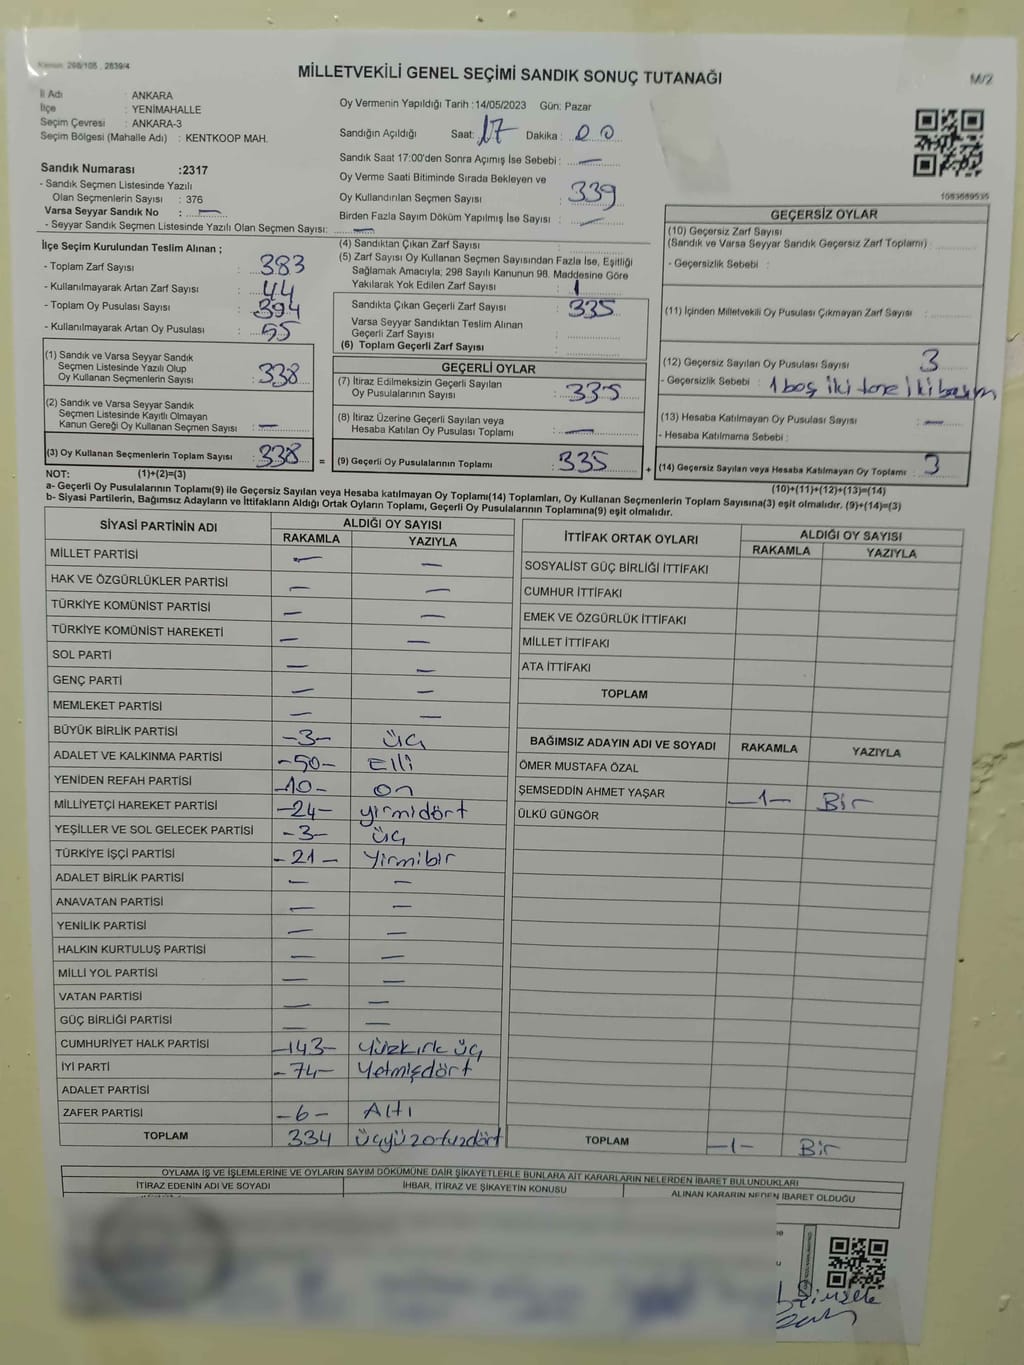 Kanun: 298/105 , 2839/4
MİLLETVEKİLİ GENEL SEÇİMİ SANDIK SONUÇ TUTANAĞI
M/2
İl Adı : ANKARA
İlçe : YENİMAHALLE
Seçim Çevresi : ANKARA-3
Seçim Bölgesi (Mahalle Adı) : KENTKOOP MAH.
Sandık Numarası :2317
- Sandık Seçmen Listesinde Yazılı
Olan Seçmenlerin Sayısı : 376
Varsa Seyyar Sandık No : —
- Seyyar Sandık Seçmen Listesinde Yazılı Olan Seçmen Sayısı: —
Oy Vermenin Yapıldığı Tarih :14/05/2023 Gün: Pazar
Sandığın Açıldığı Saat: 17 Dakika : 00
Sandık Saat 17:00'den Sonra Açımış İse Sebebi : —
Oy Verme Saati Bitiminde Sırada Bekleyen ve
Oy Kullandırılan Seçmen Sayısı : 339
Birden Fazla Sayım Döküm Yapılmış İse Sayısı : —
1083689535
İlçe Seçim Kurulundan Teslim Alınan ;
- Toplam Zarf Sayısı : 383
- Kullanılmayarak Artan Zarf Sayısı : 44
- Toplam Oy Pusulası Sayısı : 394
- Kullanılmayarak Artan Oy Pusulası : 55
(1) Sandık ve Varsa Seyyar Sandık
Seçmen Listesinde Yazılı Olup
Oy Kullanan Seçmenlerin Sayısı : 338
(2) Sandık ve Varsa Seyyar Sandık
Seçmen Listesinde Kayıtlı Olmayan
Kanun Gereği Oy Kullanan Seçmen Sayısı : —
(3) Oy Kullanan Seçmenlerin Toplam Sayısı : 338 =
(4) Sandıktan Çıkan Zarf Sayısı :
(5) Zarf Sayısı Oy Kullanan Seçmen Sayısından Fazla İse, Eşitliği
Sağlamak Amacıyla; 298 Sayılı Kanunun 98. Maddesine Göre
Yakılarak Yok Edilen Zarf Sayısı : 1
Sandıkta Çıkan Geçerli Zarf Sayısı : 335
Varsa Seyyar Sandıktan Teslim Alınan
Geçerli Zarf Sayısı :
(6) Toplam Geçerli Zarf Sayısı :
GEÇERLİ OYLAR
(7) İtiraz Edilmeksizin Geçerli Sayılan
Oy Pusulalarının Sayısı : 335
(8) İtiraz Üzerine Geçerli Sayılan veya
Hesaba Katılan Oy Pusulası Toplamı : —
(9) Geçerli Oy Pusulalarının Toplamı : 335 +
GEÇERSİZ OYLAR
(10) Geçersiz Zarf Sayısı
(Sandık ve Varsa Seyyar Sandık Geçersiz Zarf Toplamı) :
- Geçersizlik Sebebi :
(11) İçinden Milletvekili Oy Pusulası Çıkmayan Zarf Sayısı :
(12) Geçersiz Sayılan Oy Pusulası Sayısı : 3
- Geçersizlik Sebebi : 1 boş iki tane iki basım
(13) Hesaba Katılmayan Oy Pusulası Sayısı : —
- Hesaba Katılmama Sebebi :
(14) Geçersiz Sayılan veya Hesaba Katılmayan Oy Toplamı : 3
NOT: (1)+(2)=(3) (10)+(11)+(12)+(13)=(14)
a- Geçerli Oy Pusulalarının Toplamı(9) ile Geçersiz Sayılan veya Hesaba katılmayan Oy Toplamı(14) Toplamları, Oy Kullanan Seçmenlerin Toplam Sayısına(3) eşit olmalıdır. (9)+(14)=(3)
b- Siyasi Partilerin, Bağımsız Adayların ve İttifakların Aldığı Ortak Oyların Toplamı, Geçerli Oy Pusulalarının Toplamına(9) eşit olmalıdır.
SİYASİ PARTİNİN ADI ALDIĞI OY SAYISI
RAKAMLA YAZIYLA
MİLLET PARTİSİ — —
HAK VE ÖZGÜRLÜKLER PARTİSİ — —
TÜRKİYE KOMÜNİST PARTİSİ — —
TÜRKİYE KOMÜNİST HAREKETİ — —
SOL PARTİ — —
GENÇ PARTİ — —
MEMLEKET PARTİSİ — —
BÜYÜK BİRLİK PARTİSİ -3- üç
ADALET VE KALKINMA PARTİSİ -50- Elli
YENİDEN REFAH PARTİSİ -10- on
MİLLİYETÇİ HAREKET PARTİSİ -24- yirmidört
YEŞİLLER VE SOL GELECEK PARTİSİ -3- üç
TÜRKİYE İŞÇİ PARTİSİ -21- Yirmibir
ADALET BİRLİK PARTİSİ — —
ANAVATAN PARTİSİ — —
YENİLİK PARTİSİ — —
HALKIN KURTULUŞ PARTİSİ — —
MİLLİ YOL PARTİSİ — —
VATAN PARTİSİ — —
GÜÇ BİRLİĞİ PARTİSİ — —
CUMHURİYET HALK PARTİSİ -143- Yüzkırk üç
İYİ PARTİ -74- Yetmişdört
ADALET PARTİSİ
ZAFER PARTİSİ -6- Altı
TOPLAM 334 üçyüzotuzdört
İTTİFAK ORTAK OYLARI ALDIĞI OY SAYISI
RAKAMLA YAZIYLA
SOSYALİST GÜÇ BİRLİĞİ İTTİFAKI
CUMHUR İTTİFAKI
EMEK VE ÖZGÜRLÜK İTTİFAKI
MİLLET İTTİFAKI
ATA İTTİFAKI
TOPLAM
BAĞIMSIZ ADAYIN ADI VE SOYADI RAKAMLA YAZIYLA
ÖMER MUSTAFA ÖZAL
ŞEMSEDDİN AHMET YAŞAR -1- Bir
ÜLKÜ GÜNGÖR
TOPLAM -1- Bir
OYLAMA İŞ VE İŞLEMLERİNE VE OYLARIN SAYIM DÖKÜMÜNE DAİR ŞİKAYETLERLE BUNLARA AİT KARARLARIN NELERDEN İBARET BULUNDUKLARI
İTİRAZ EDENİN ADI VE SOYADI İHBAR, İTİRAZ VE ŞİKAYETİN KONUSU ALINAN KARARIN NEDEN İBARET OLDUĞU